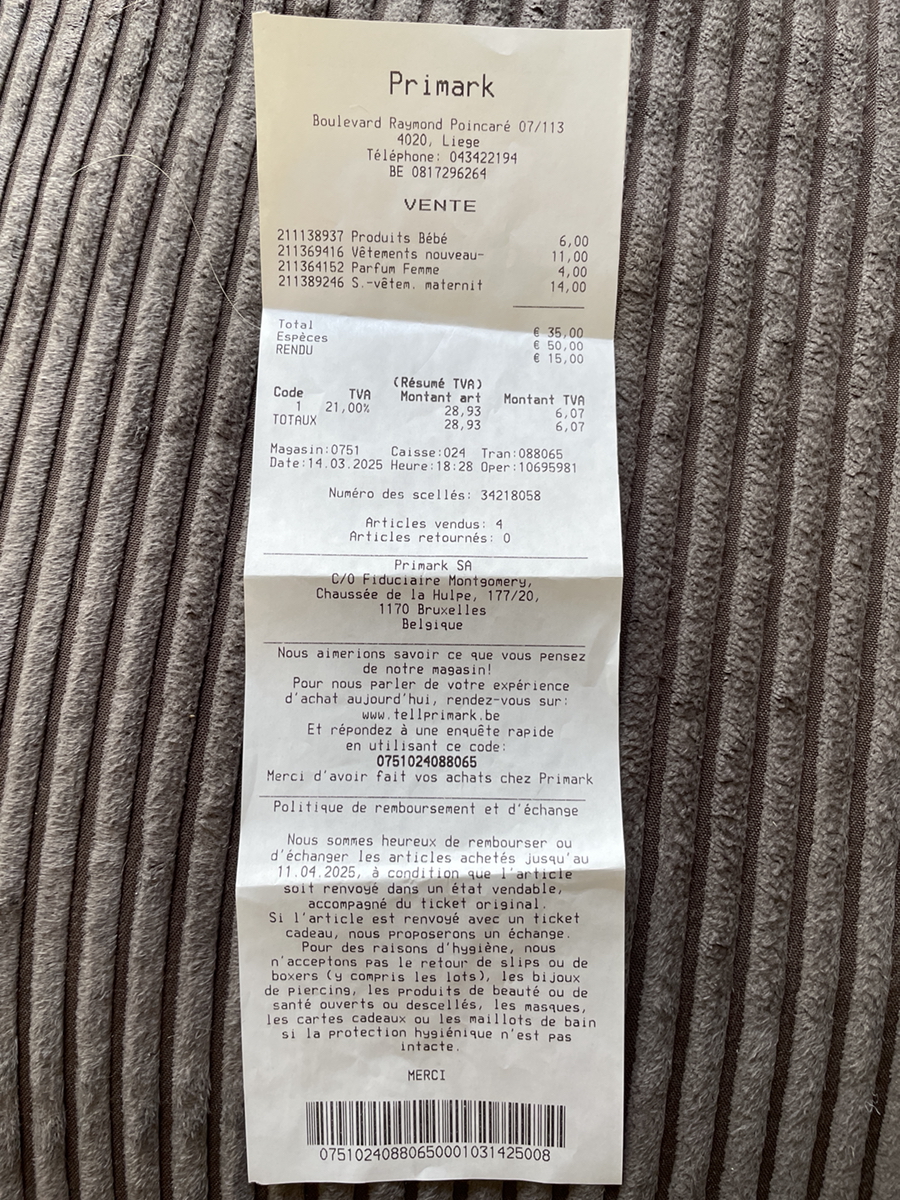 Primark
Boulevard Raymond Poincaré 07/113
4020, Liege
Téléphone: 043422194
BE 0817296264
VENTE
211138937 Produits Bébé 6,00
211369416 Vêtements nouveau- 11,00
211364152 Parfum Femme 4,00
211389246 S.-vêtem. maternit 14,00
Total € 35,00
Espèces € 50,00
RENDU € 15,00
(Résumé TVA)
Code TVA Montant art Montant TVA
1 21,00% 28,93 6,07
TOTAUX 28,93 6,07
Magasin:0751 Caisse:024 Tran:088065
Date:14.03.2025 Heure:18:28 Oper:10695981
Numéro des scellés: 34218058
Articles vendus: 4
Articles retournés: 0
Primark SA
C/O Fiduciaire Montgomery,
Chaussée de la Hulpe, 177/20,
1170 Bruxelles
Belgique
Nous aimerions savoir ce que vous pensez
de notre magasin!
Pour nous parler de votre expérience
d'achat aujourd'hui, rendez-vous sur:
www.tellprimark.be
Et répondez à une enquête rapide
en utilisant ce code:
0751024088065
Merci d'avoir fait vos achats chez Primark
Politique de remboursement et d'échange
Nous sommes heureux de rembourser ou
d'échanger les articles achetés jusqu'au
11.04.2025, à condition que l'article
soit renvoyé dans un état vendable,
accompagné du ticket original.
Si l'article est renvoyé avec un ticket
cadeau, nous proposerons un échange.
Pour des raisons d'hygiène, nous
n'acceptons pas le retour de slips ou de
boxers (y compris les lots), les bijoux
de piercing, les produits de beauté ou de
santé ouverts ou descellés, les masques,
les cartes cadeaux ou les maillots de bain
si la protection hygiénique n'est pas
intacte.
MERCI
07510240880650001031425008